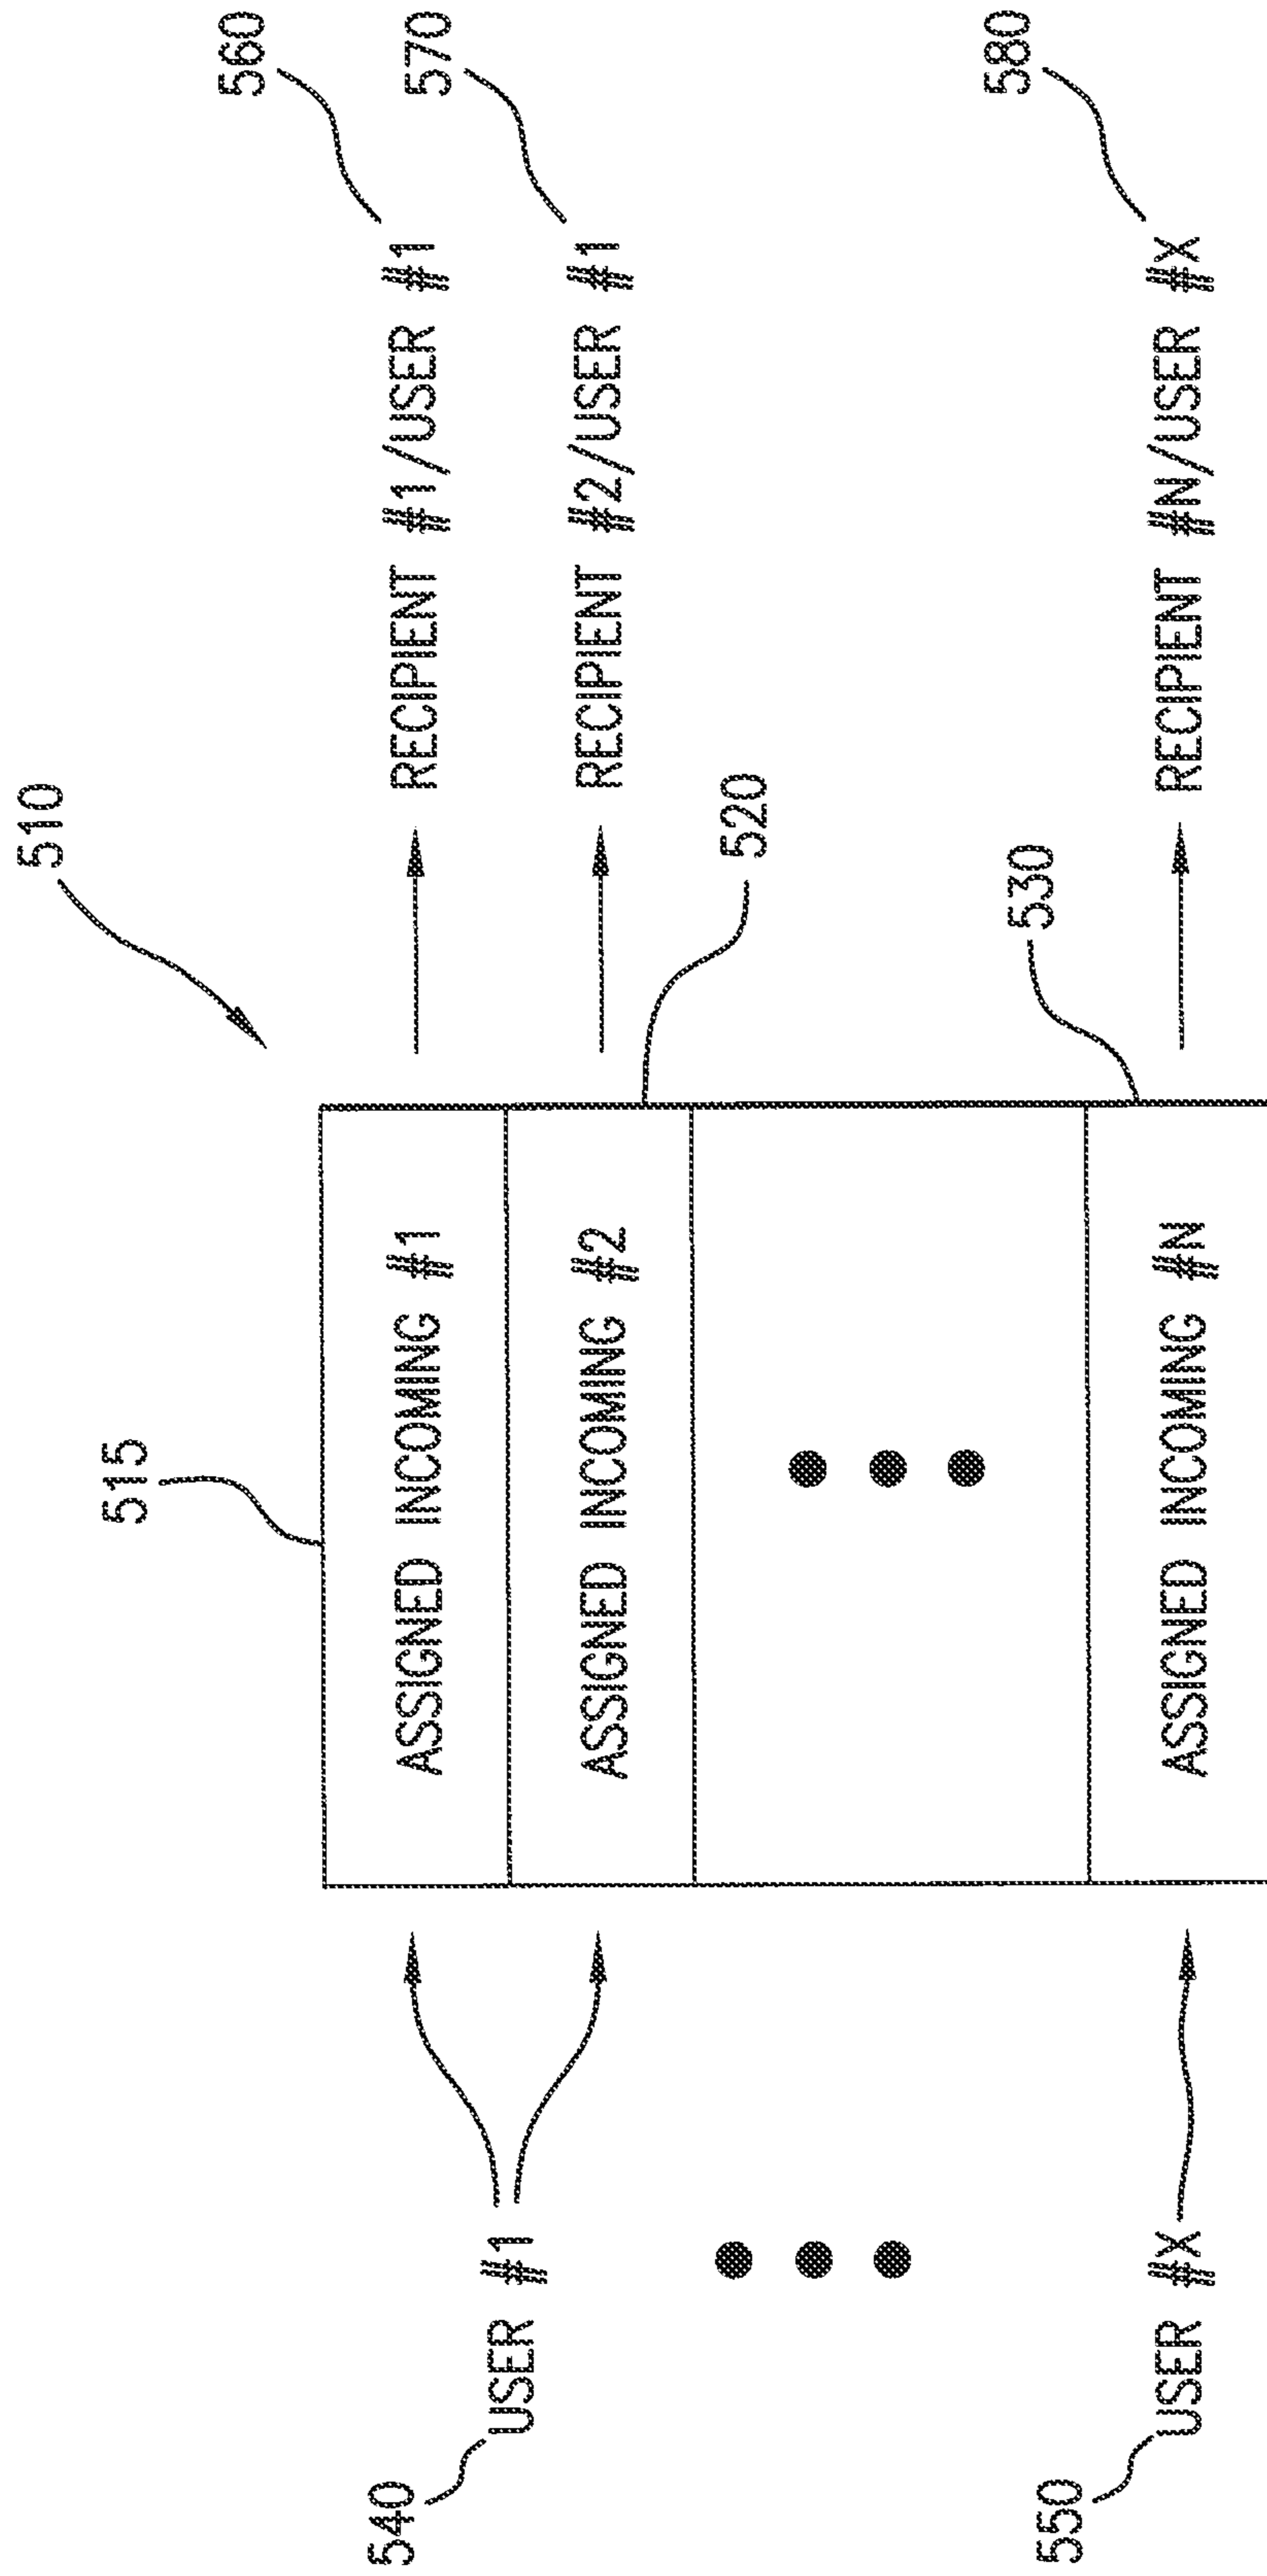 510
515
ASSIGNED INCOMING #1
RECIPIENT #1/USER #1
560
540
USER #1
ASSIGNED INCOMING #2
RECIPIENT #2/USER #1
570
520
530
550
USER #X
ASSIGNED INCOMING #N
RECIPIENT #N/USER #X
580